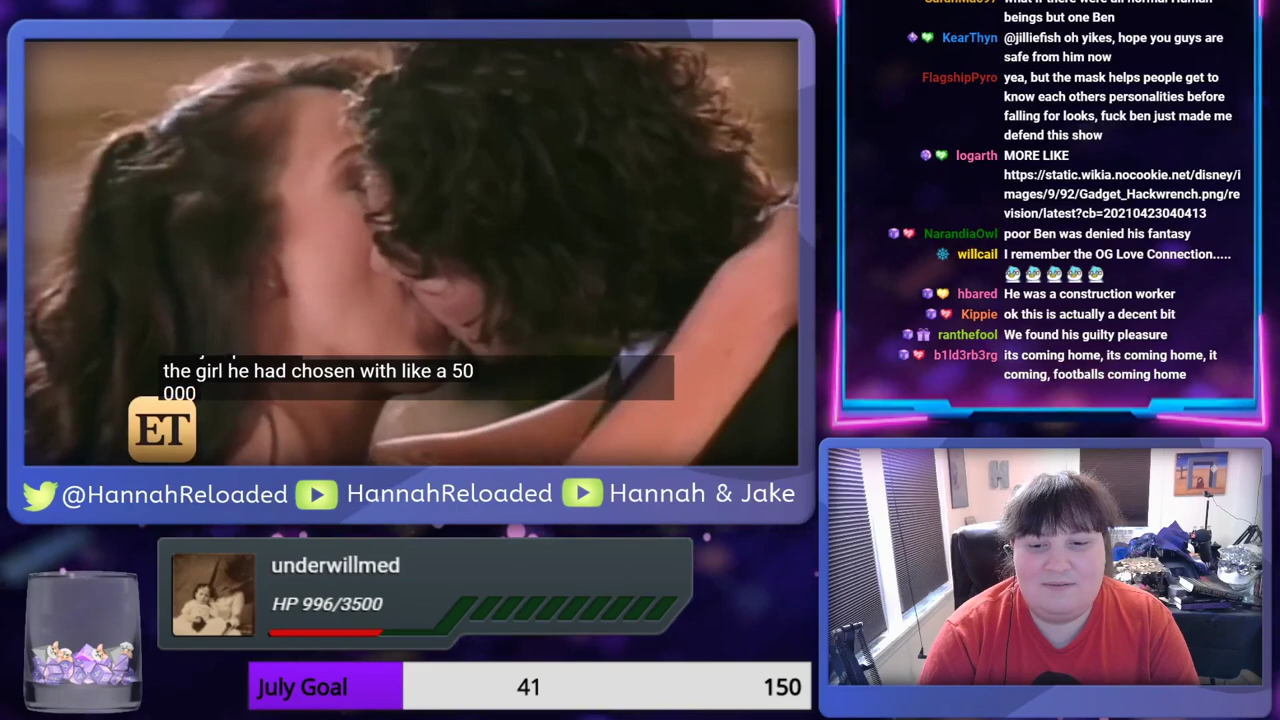 the girl he had chosen with like a 50
000
ET
@HannahReloaded HannahReloaded Hannah & Jake
underwillmed
HP 996/3500
July Goal 41 150
beings but one Ben
KearThyn @jilliefish oh yikes, hope you guys are
safe from him now
FlagshipPyro yea, but the mask helps people get to
know each others personalities before
falling for looks, fuck ben just made me
defend this show
logarth MORE LIKE
https://static.wikia.nocookie.net/disney/i
mages/9/92/Gadget_Hackwrench.png/re
vision/latest?cb=20210423040413
NarandiaOwl poor Ben was denied his fantasy
willcall I remember the OG Love Connection.....
hbared He was a construction worker
Kippie ok this is actually a decent bit
ranthefool We found his guilty pleasure
b1ld3rb3rg its coming home, its coming home, it
coming, footballs coming home
H